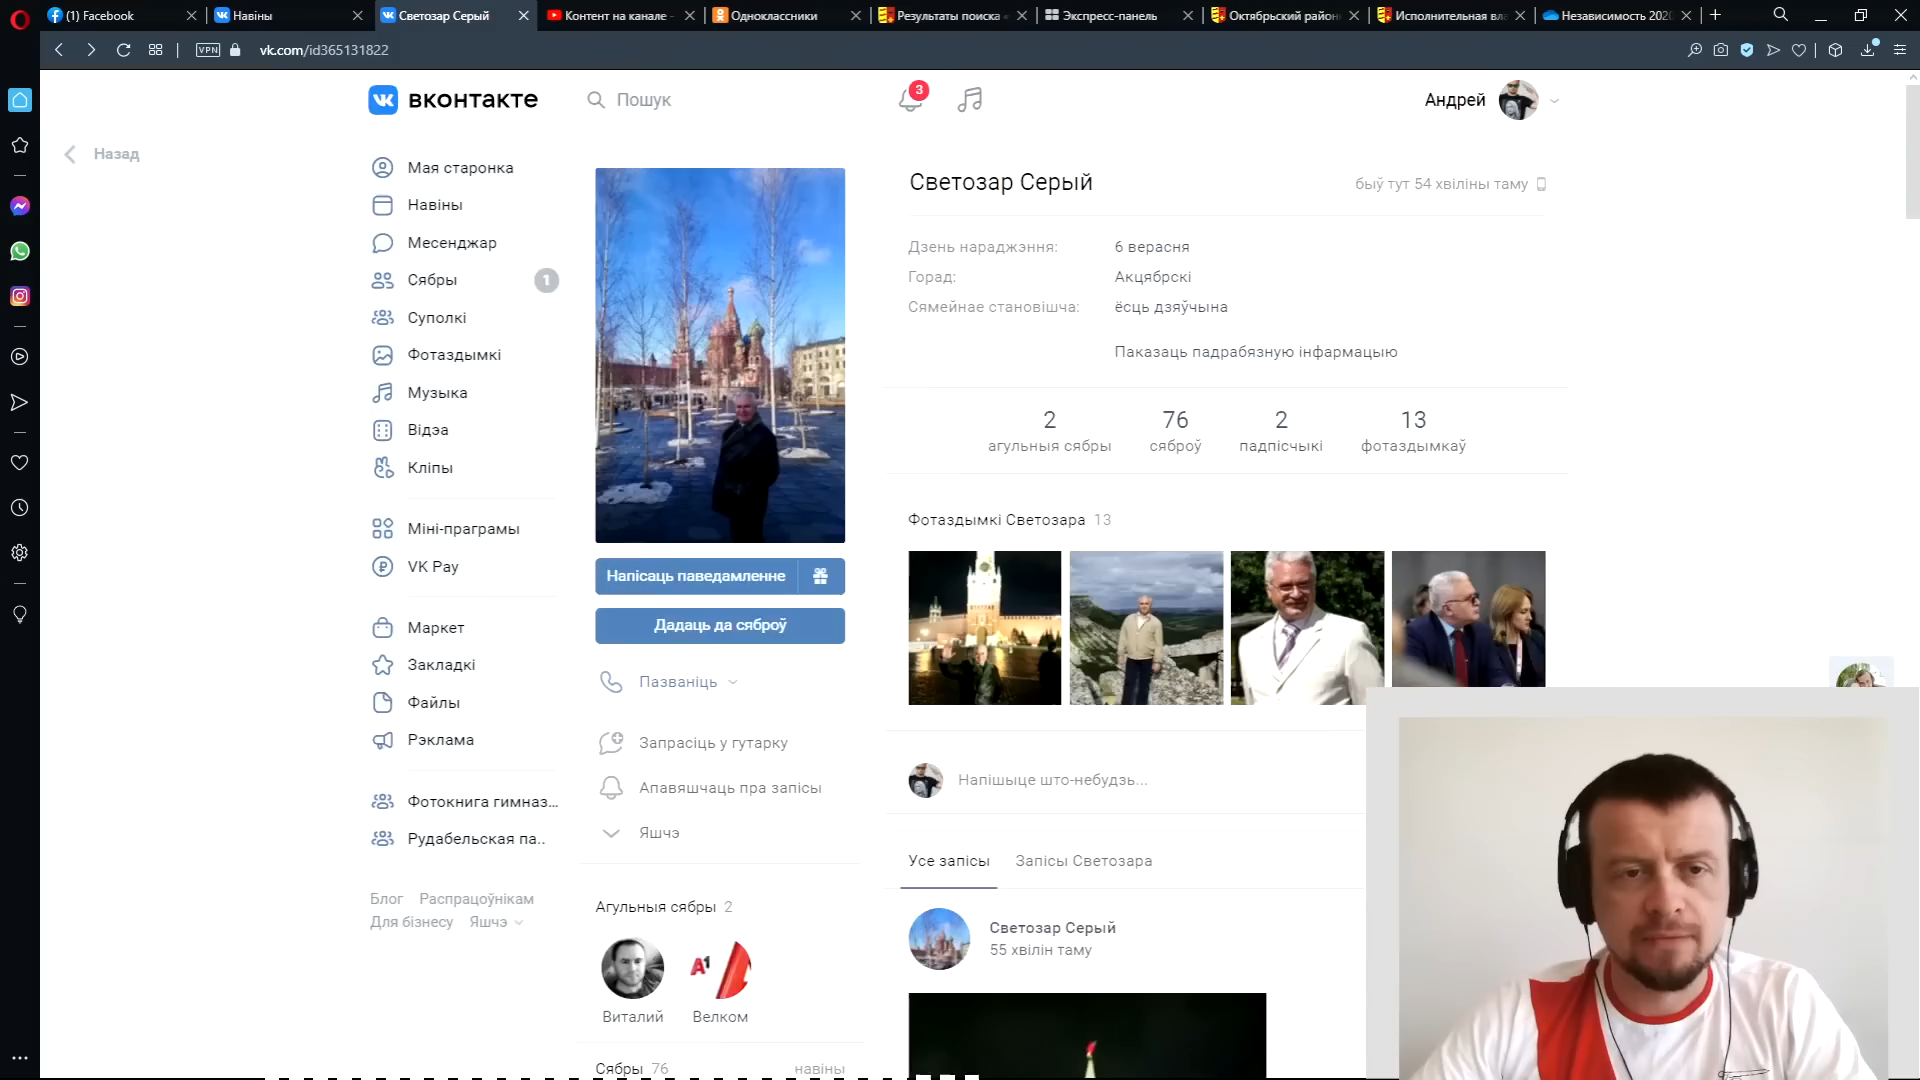 (1) Facebook
Навіны
Светозар Серый
Контент на канале -
Одноклассники
Результаты поиска
Экспресс-панель
Октябрьский район
Исполнительная вла
Независимость 2020
VPN
vk.com/id365131822
вконтакте
Пошук
3
Андрей
Назад
Мая старонка
Навіны
Месенджар
Сябры
1
Суполкі
Фотаздымкі
Музыка
Відэа
Кліпы
Міні-праграмы
VK Pay
Маркет
Закладкі
Файлы
Рэклама
Фотокнига гимназ...
Рудабельская па..
Блог Распрацоўнікам
Для бізнесу Яшчэ
Напісаць паведамленне
Дадаць да сяброў
Пазваніць
Запрасіць у гутарку
Апавяшчаць пра запісы
Яшчэ
Агульныя сябры 2
A1
Виталий
Велком
Сябры 76
навіны
Светозар Серый
быў тут 54 хвіліны таму
Дзень нараджэння: 6 верасня
Горад: Акцябрскі
Сямейнае становішча: ёсць дзяўчына
Паказаць падрабязную інфармацыю
2 76 2 13
агульныя сябры сяброў падпісчыкі фотаздымкаў
Фотаздымкі Светозара 13
Напішыце што-небудзь...
Усе запісы Запісы Светозара
Светозар Серый
55 хвілін таму